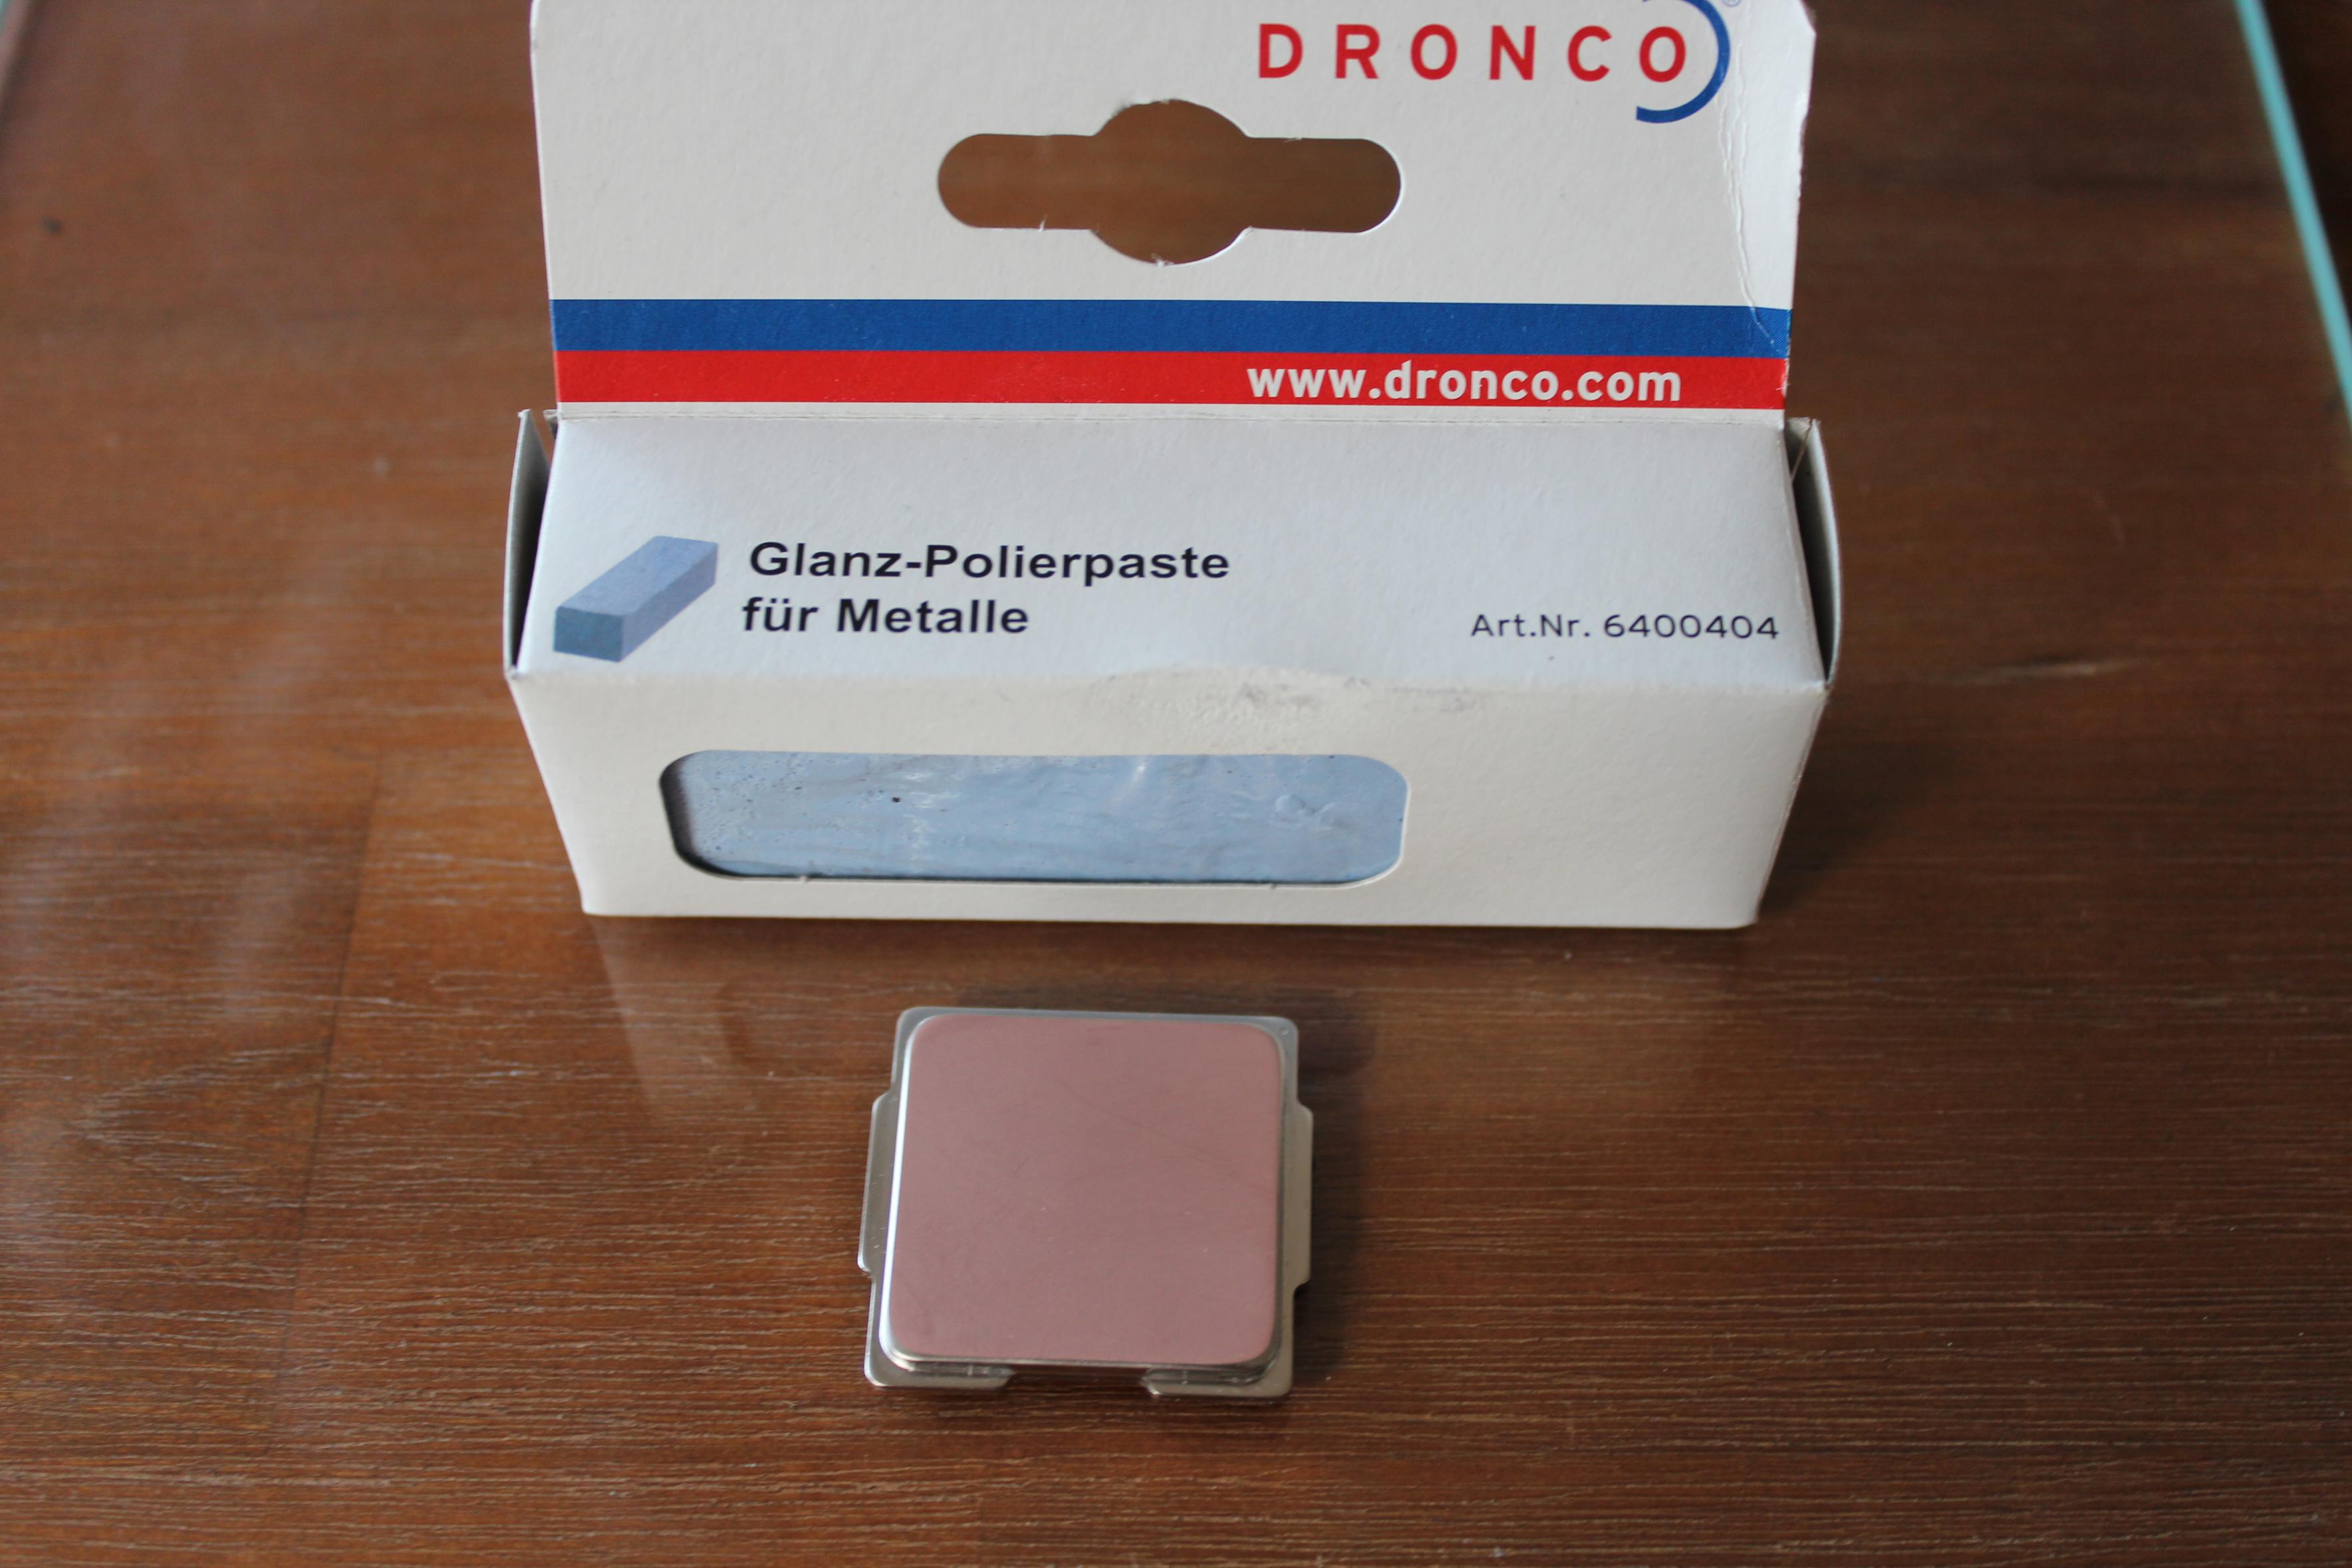 DRONCO
www.dronco.com
Glanz-Polierpaste
für Metalle
Art.Nr. 6400404